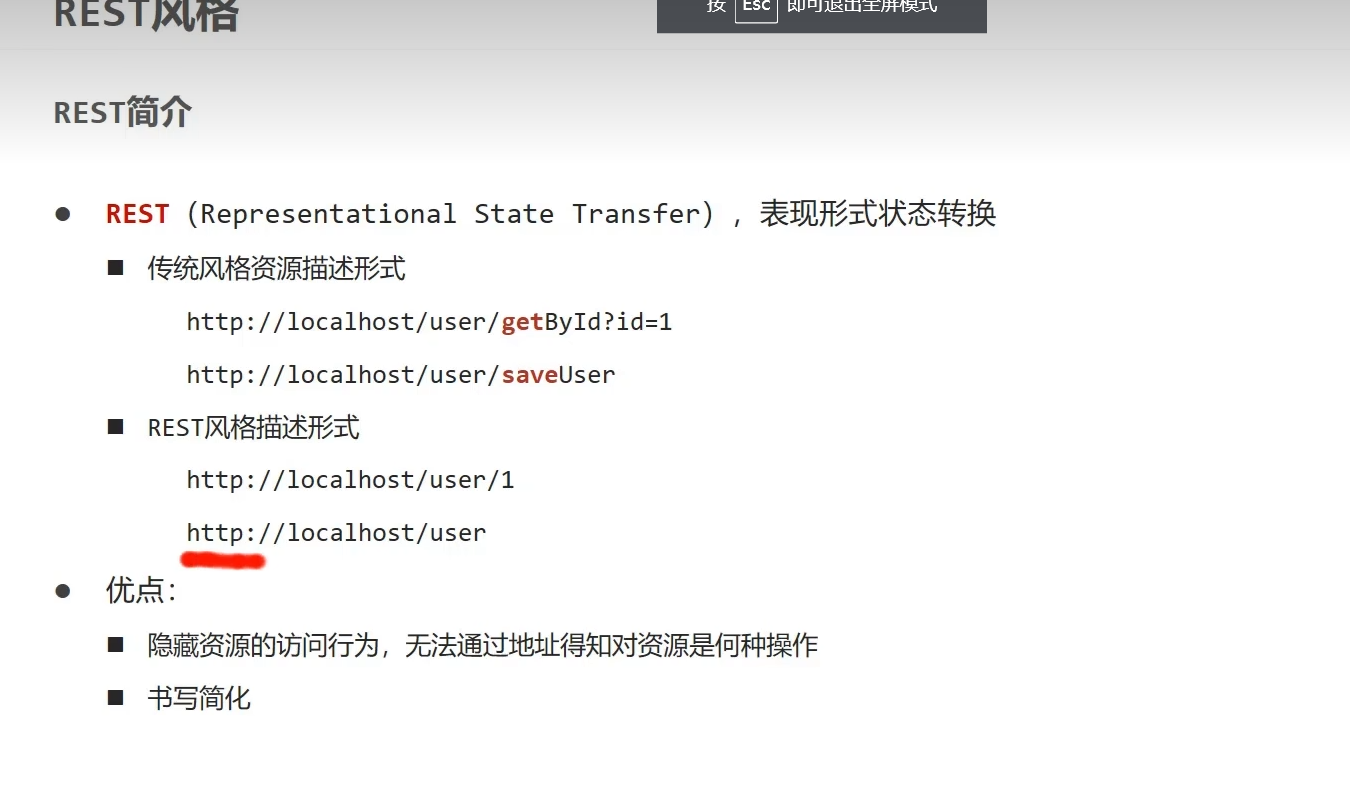 REST风格
按 Esc 即可退出全屏模式
REST简介
● REST（Representational State Transfer），表现形式状态转换
■ 传统风格资源描述形式
http://localhost/user/getById?id=1
http://localhost/user/saveUser
■ REST风格描述形式
http://localhost/user/1
http://localhost/user
● 优点：
■ 隐藏资源的访问行为，无法通过地址得知对资源是何种操作
■ 书写简化